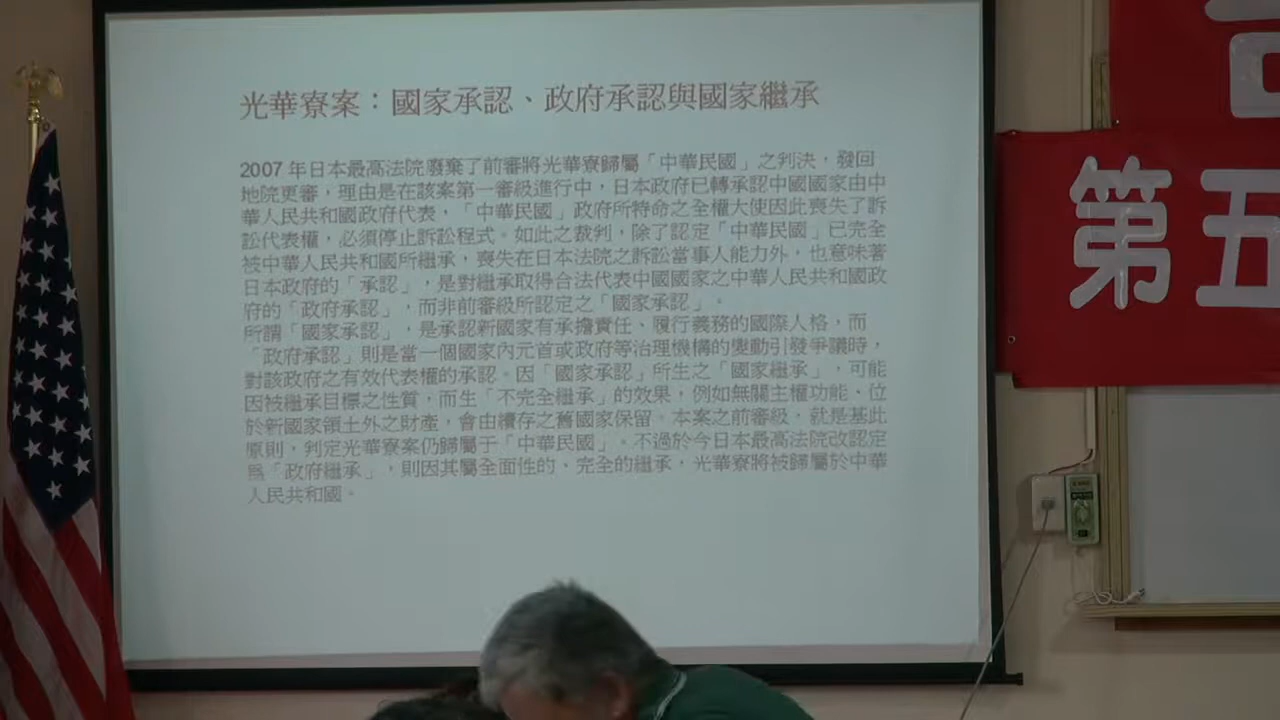 光華寮案：國家承認、政府承認與國家繼承
2007 年日本最高法院廢棄了前審將光華寮歸屬「中華民國」之判決，發回
地院更審，理由是在該案第一審級進行中，日本政府已轉承認中國國家由中
華人民共和國政府代表，「中華民國」政府所特命之全權大使因此喪失了訴
訟代表權，必須停止訴訟程式。如此之裁判，除了認定「中華民國」已完全
被中華人民共和國所繼承，喪失在日本法院之訴訟當事人能力外，也意味著
日本政府的「承認」，是對繼承取得合法代表中國國家之中華人民共和國政
府的「政府承認」，而非前審級所認定之「國家承認」。
所謂「國家承認」，是承認新國家有承擔責任、履行義務的國際人格，而
「政府承認」則是當一個國家內元首或政府等治理機構的變動引發爭議時，
對該政府之有效代表權的承認。因「國家承認」所生之「國家繼承」，可能
因被繼承目標之性質，而生「不完全繼承」的效果，例如無關主權功能、位
於新國家領土外之財產，會由續存之舊國家保留。本案之前審級，就是基此
原則，判定光華寮案仍歸屬于「中華民國」。不過於今日本最高法院改認定
為「政府繼承」，則因其屬全面性的、完全的繼承，光華寮將被歸屬於中華
人民共和國。
第五